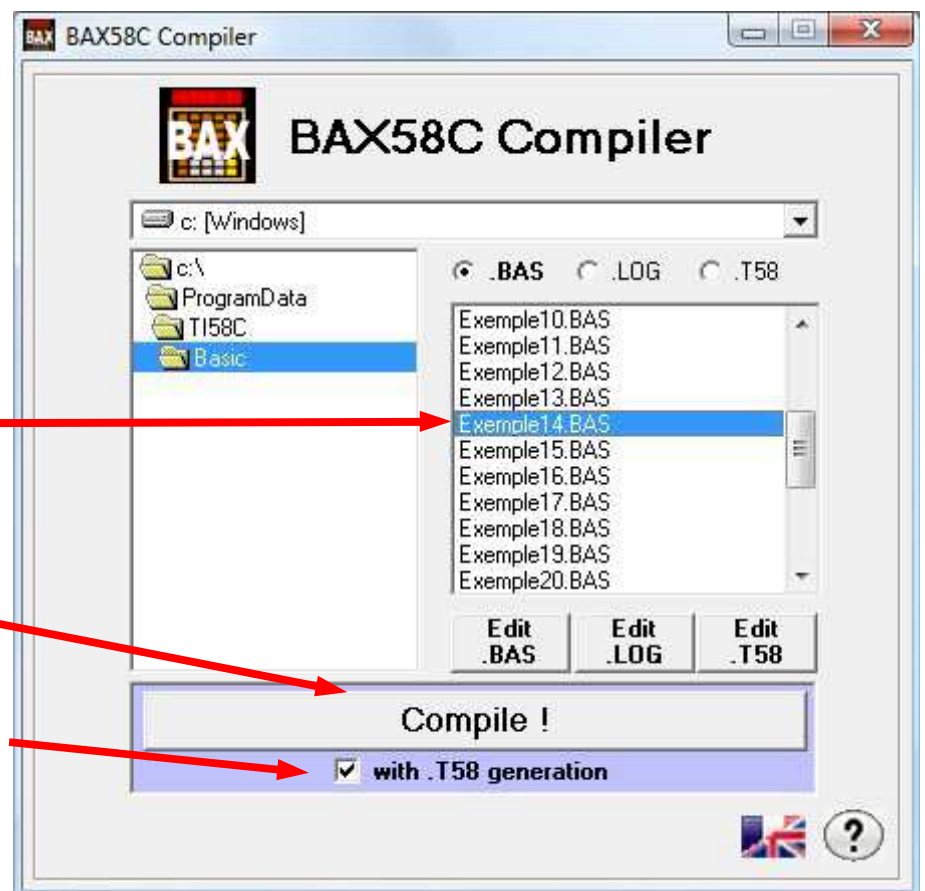 BAX BAX58C Compiler
BAX BAX58C Compiler
c: [Windows]
c:\
ProgramData
TI58C
Basic
.BAS .LOG .T58
Exemple10.BAS
Exemple11.BAS
Exemple12.BAS
Exemple13.BAS
Exemple14.BAS
Exemple15.BAS
Exemple16.BAS
Exemple17.BAS
Exemple18.BAS
Exemple19.BAS
Exemple20.BAS
Edit Edit Edit
.BAS .LOG .T58
Compile !
with .T58 generation
?